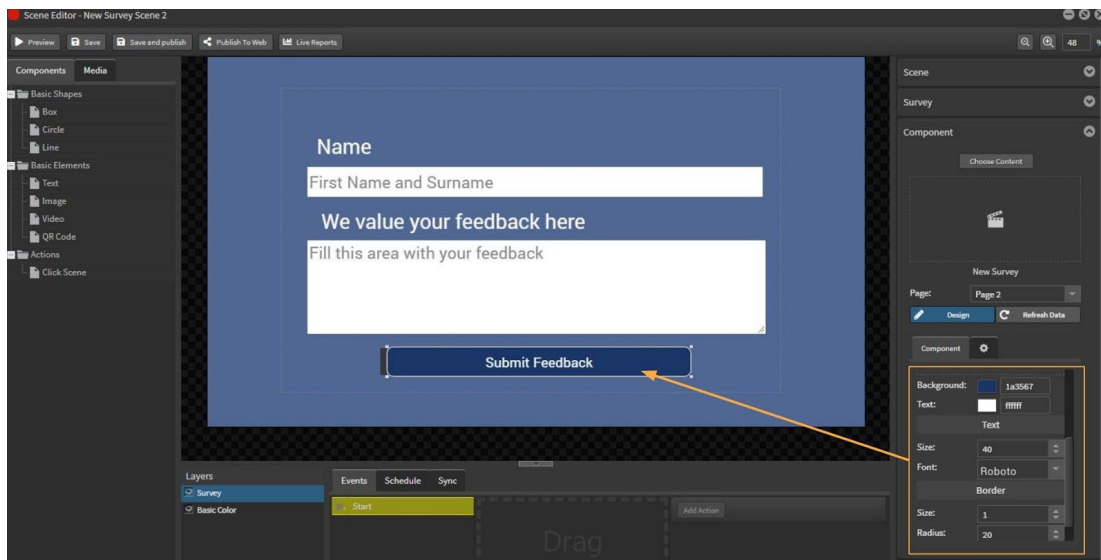 Scene Editor - New Survey Scene 2
Preview Save Save and publish Publish To Web Live Reports 48 %
Components Media
Basic Shapes
Box
Circle
Line
Basic Elements
Text
Image
Video
QR Code
Actions
Click Scene
Name
First Name and Surname
We value your feedback here
Fill this area with your feedback
Submit Feedback
Layers
Survey
Basic Color
Events Schedule Sync
Start
Drag
Add Action
Scene
Survey
Component
Choose Content
New Survey
Page: Page 2
Design Refresh Data
Component
Background: 1a3567
Text: ffffff
Text
Size: 40
Font: Roboto
Border
Size: 1
Radius: 20